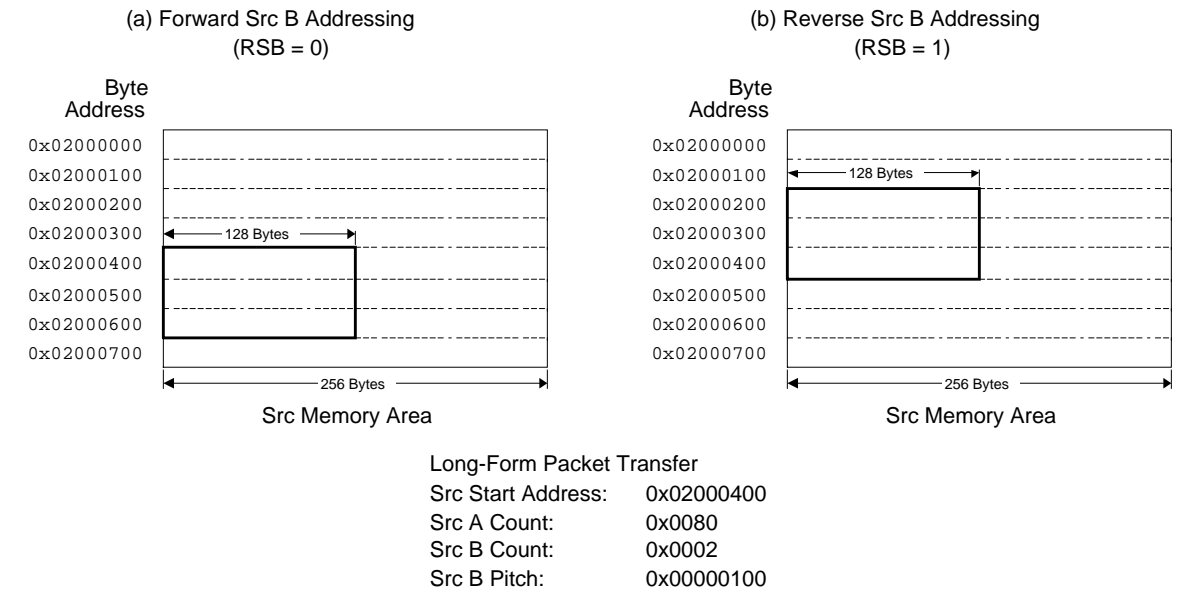 (a) Forward Src B Addressing
(RSB = 0)
Byte
Address
0x02000000
0x02000100
0x02000200
0x02000300
128 Bytes
0x02000400
0x02000500
0x02000600
0x02000700
256 Bytes
Src Memory Area
(b) Reverse Src B Addressing
(RSB = 1)
Byte
Address
0x02000000
0x02000100
128 Bytes
0x02000200
0x02000300
0x02000400
0x02000500
0x02000600
0x02000700
256 Bytes
Src Memory Area
Long-Form Packet Transfer
Src Start Address: 0x02000400
Src A Count: 0x0080
Src B Count: 0x0002
Src B Pitch: 0x00000100